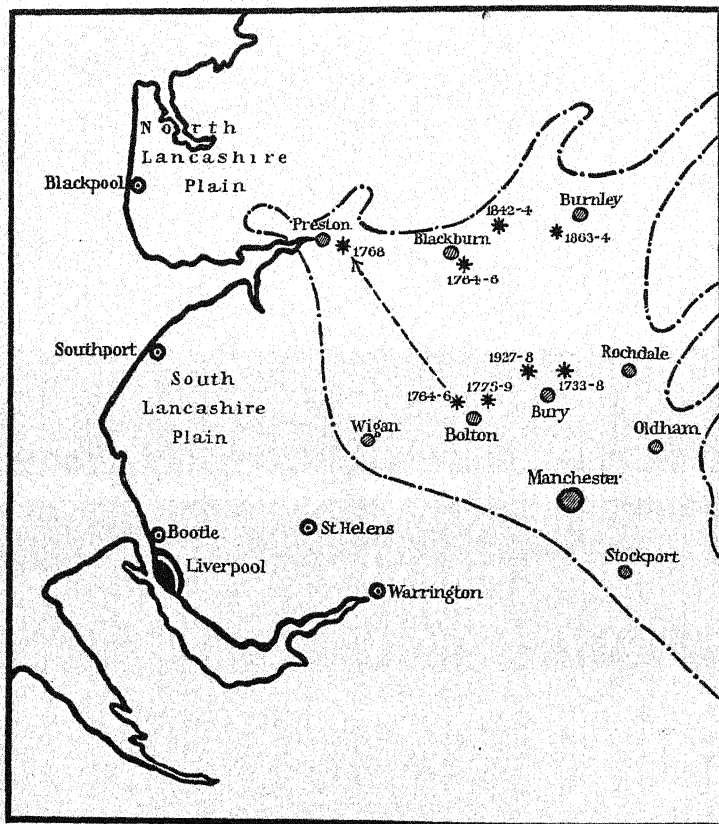 North
Lancashire
Plain
Blackpool
Preston
1768
Blackburn
1764-6
1842-4
Burnley
1863-4
Southport
South
Lancashire
Plain
1927-8
1733-8
Rochdale
1764-6
1775-9
Bolton
Bury
Wigan
Oldham
Manchester
Bootle
St Helens
Stockport
Liverpool
Warrington